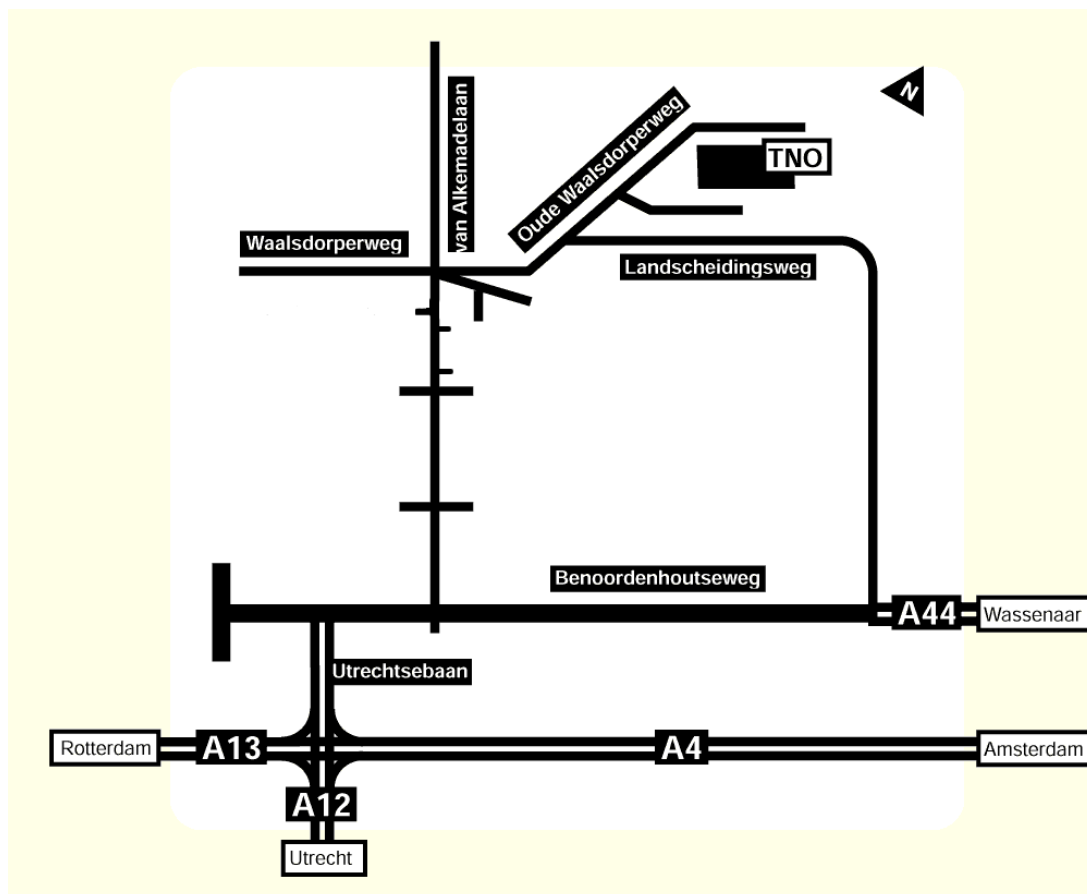 N
van Alkemadelaan
Oude Waalsdorperweg
TNO
Waalsdorperweg
Landscheidingsweg
Benoordenhoutseweg
A44
Wassenaar
Utrechtsebaan
Rotterdam
A13
A4
Amsterdam
A12
Utrecht